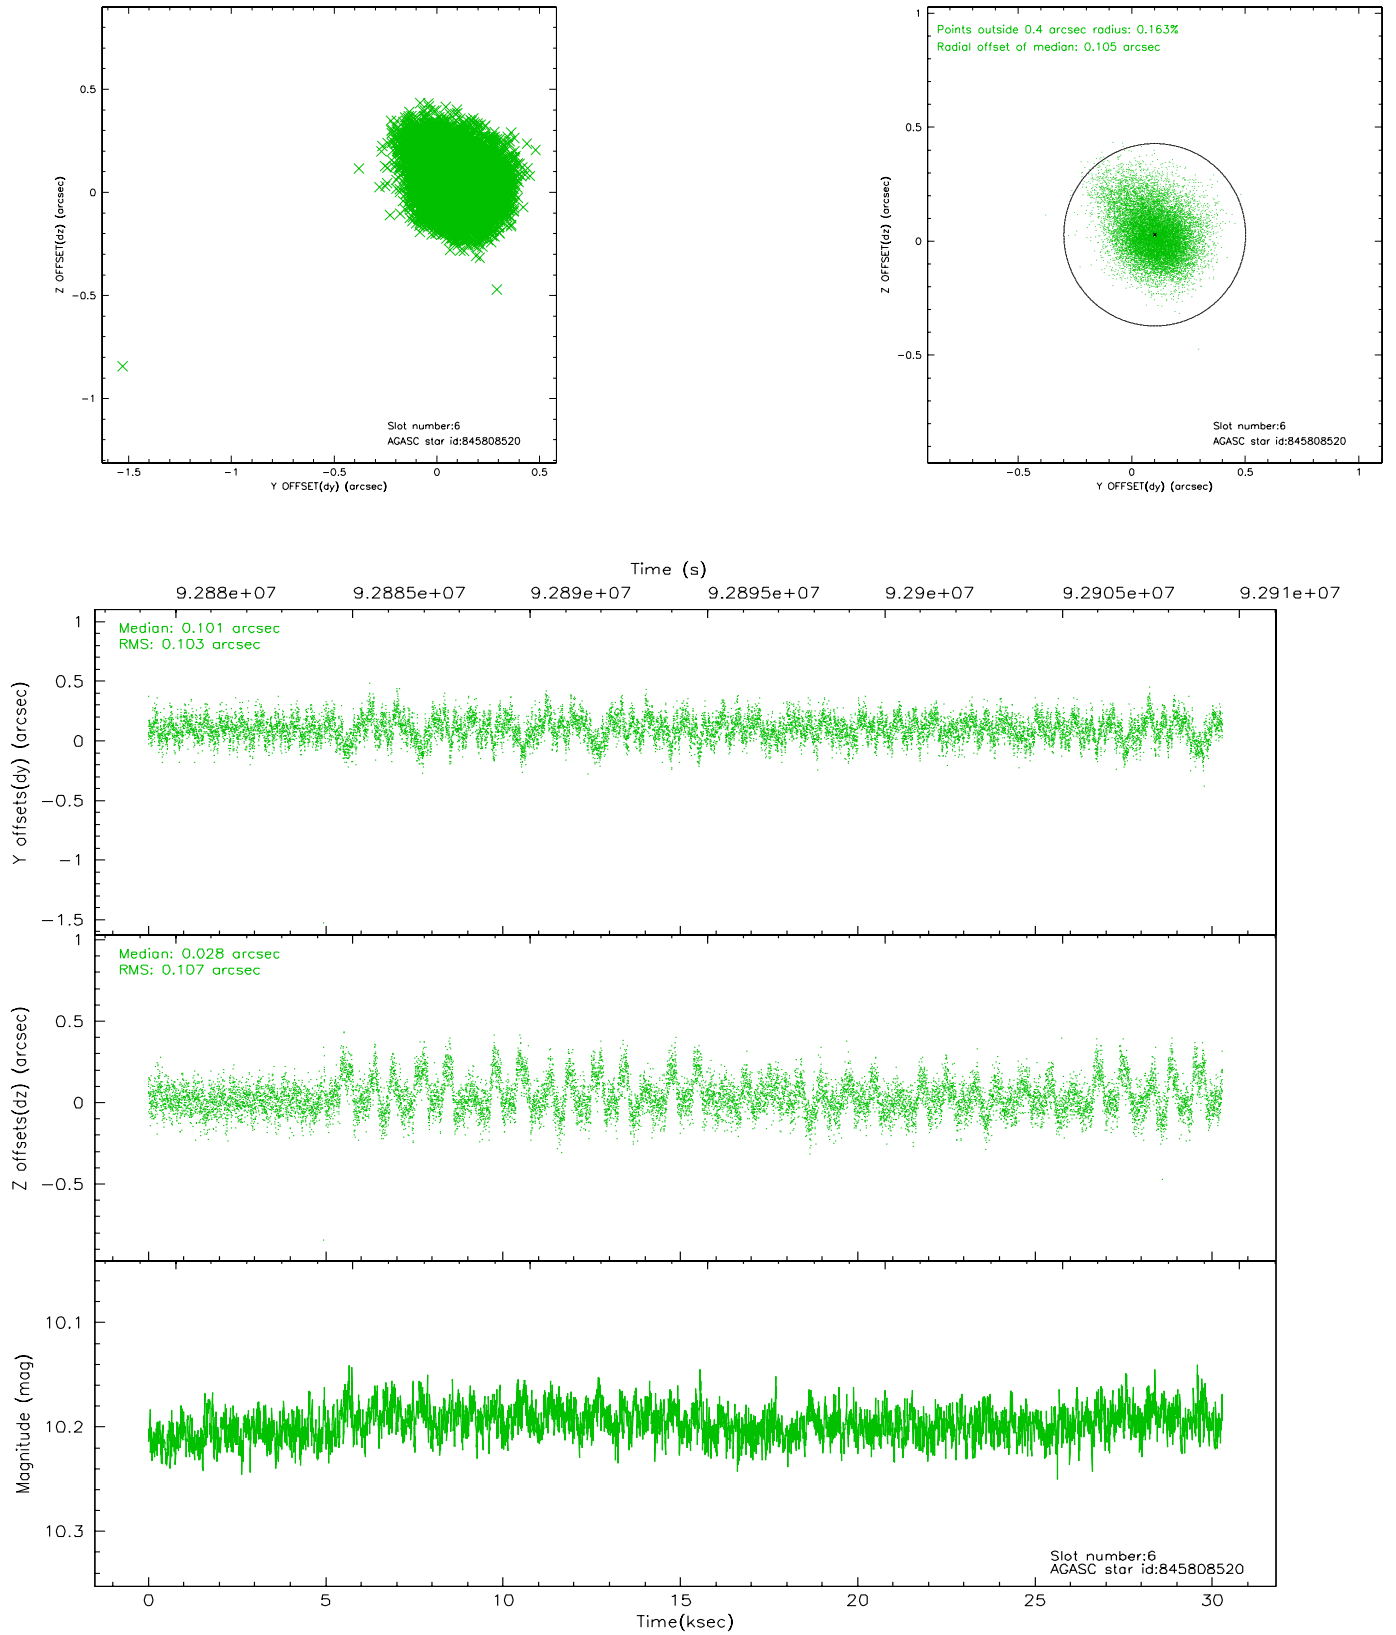 0.5
0
−0.5
−1
Z OFFSET(dz) (arcsec)
Slot number:6
AGASC star id:845808520
−1.5 −1 −0.5 0 0.5
Y OFFSET(dy) (arcsec)
1
Points outside 0.4 arcsec radius: 0.163%
Radial offset of median: 0.105 arcsec
0.5
0
−0.5
Z OFFSET(dz) (arcsec)
Slot number:6
AGASC star id:845808520
−0.5 0 0.5 1
Y OFFSET(dy) (arcsec)
Time (s)
9.288e+07 9.2885e+07 9.289e+07 9.2895e+07 9.29e+07 9.2905e+07 9.291e+07
1
Median: 0.101 arcsec
RMS: 0.103 arcsec
0.5
0
−0.5
−1
−1.5
Y offsets(dy) (arcsec)
1
Median: 0.028 arcsec
RMS: 0.107 arcsec
0.5
0
−0.5
Z offsets(dz) (arcsec)
10.1
10.2
10.3
Magnitude (mag)
Slot number:6
AGASC star id:845808520
0 5 10 15 20 25 30
Time(ksec)